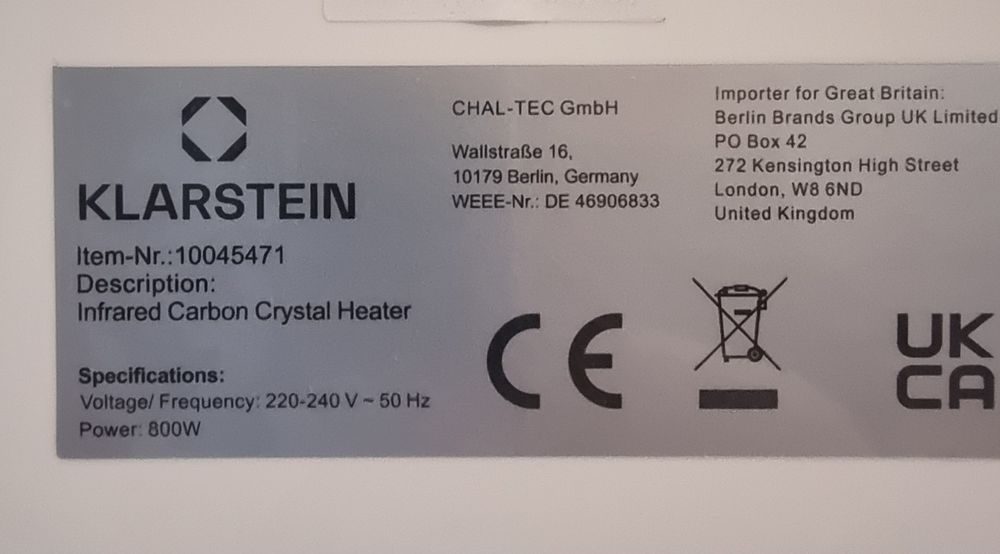 KLARSTEIN
Item-Nr.:10045471
Description:
Infrared Carbon Crystal Heater
Specifications:
Voltage/ Frequency: 220-240 V ~ 50 Hz
Power: 800W
CHAL-TEC GmbH
Wallstraße 16,
10179 Berlin, Germany
WEEE-Nr.: DE 46906833
Importer for Great Britain:
Berlin Brands Group UK Limited
PO Box 42
272 Kensington High Street
London, W8 6ND
United Kingdom
CE
UK
CA